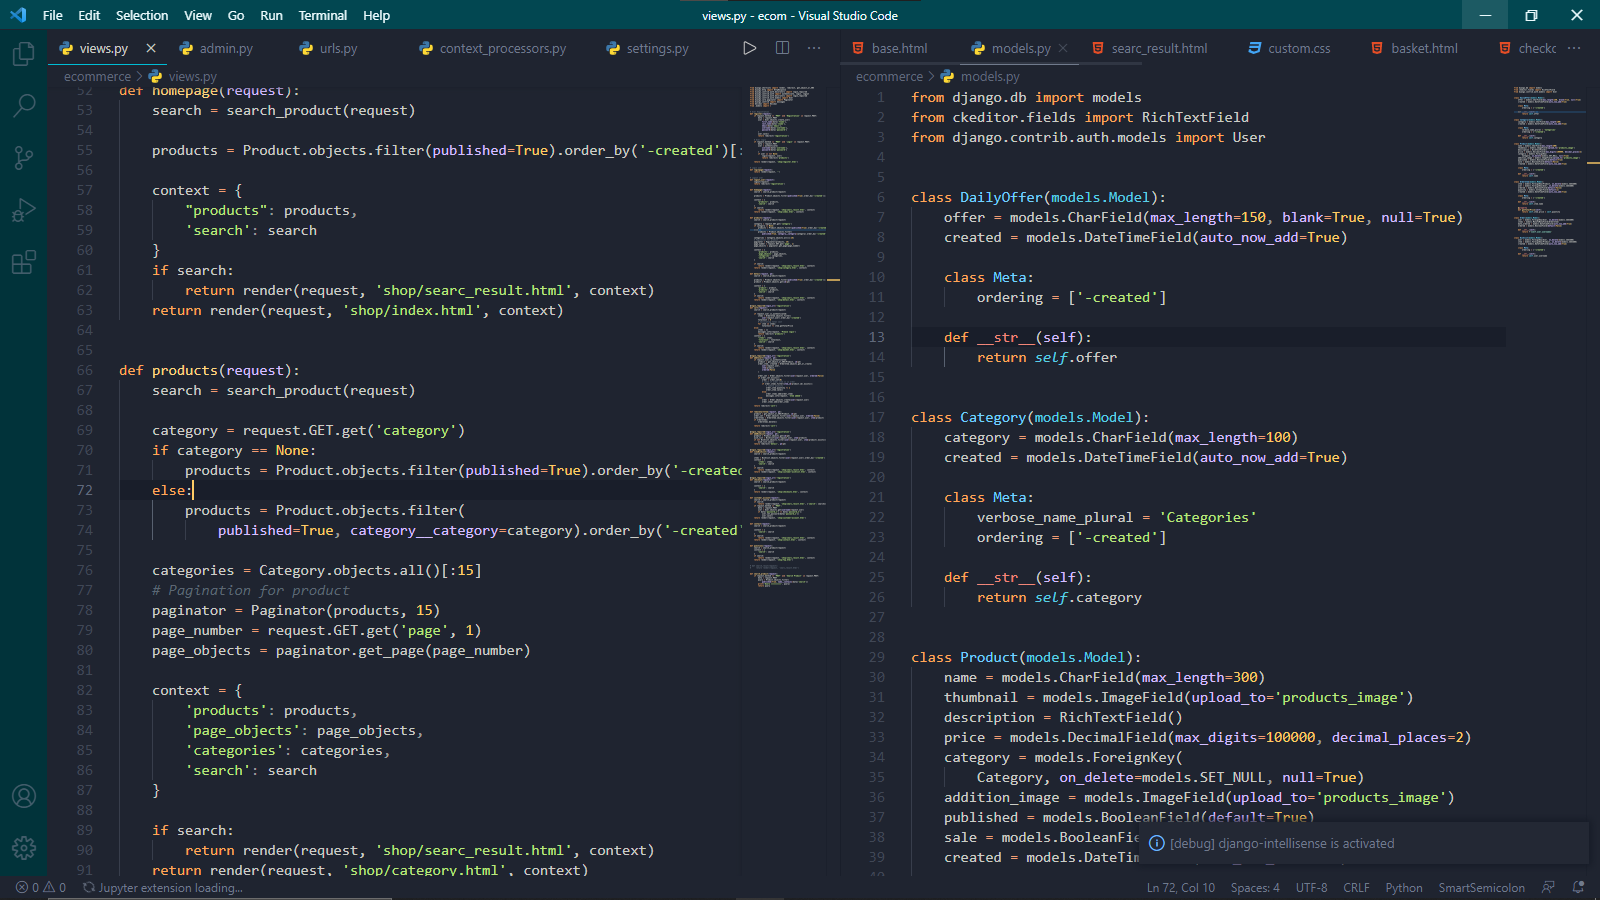 File Edit Selection View Go Run Terminal Help
views.py - ecom - Visual Studio Code
views.py admin.py urls.py context_processors.py settings.py
ecommerce > views.py
52 def homepage(request):
53 search = search_product(request)
54
55 products = Product.objects.filter(published=True).order_by('-created')[:
56
57 context = {
58 "products": products,
59 'search': search
60 }
61 if search:
62 return render(request, 'shop/searc_result.html', context)
63 return render(request, 'shop/index.html', context)
64
65
66 def products(request):
67 search = search_product(request)
68
69 category = request.GET.get('category')
70 if category == None:
71 products = Product.objects.filter(published=True).order_by('-created
72 else:
73 products = Product.objects.filter(
74 published=True, category__category=category).order_by('-created'
75
76 categories = Category.objects.all()[:15]
77 # Pagination for product
78 paginator = Paginator(products, 15)
79 page_number = request.GET.get('page', 1)
80 page_objects = paginator.get_page(page_number)
81
82 context = {
83 'products': products,
84 'page_objects': page_objects,
85 'categories': categories,
86 'search': search
87 }
88
89 if search:
90 return render(request, 'shop/searc_result.html', context)
91 return render(request, 'shop/category.html', context)
base.html models.py searc_result.html custom.css basket.html checkc
ecommerce > models.py
1 from django.db import models
2 from ckeditor.fields import RichTextField
3 from django.contrib.auth.models import User
4
5
6 class DailyOffer(models.Model):
7 offer = models.CharField(max_length=150, blank=True, null=True)
8 created = models.DateTimeField(auto_now_add=True)
9
10 class Meta:
11 ordering = ['-created']
12
13 def __str__(self):
14 return self.offer
15
16
17 class Category(models.Model):
18 category = models.CharField(max_length=100)
19 created = models.DateTimeField(auto_now_add=True)
20
21 class Meta:
22 verbose_name_plural = 'Categories'
23 ordering = ['-created']
24
25 def __str__(self):
26 return self.category
27
28
29 class Product(models.Model):
30 name = models.CharField(max_length=300)
31 thumbnail = models.ImageField(upload_to='products_image')
32 description = RichTextField()
33 price = models.DecimalField(max_digits=100000, decimal_places=2)
34 category = models.ForeignKey(
35 Category, on_delete=models.SET_NULL, null=True)
36 addition_image = models.ImageField(upload_to='products_image')
37 published = models.BooleanField(default=True)
38 sale = models.BooleanFie
39 created = models.DateTim
40
[debug] django-intellisense is activated
0 0 Jupyter extension loading...
Ln 72, Col 10 Spaces: 4 UTF-8 CRLF Python SmartSemicolon